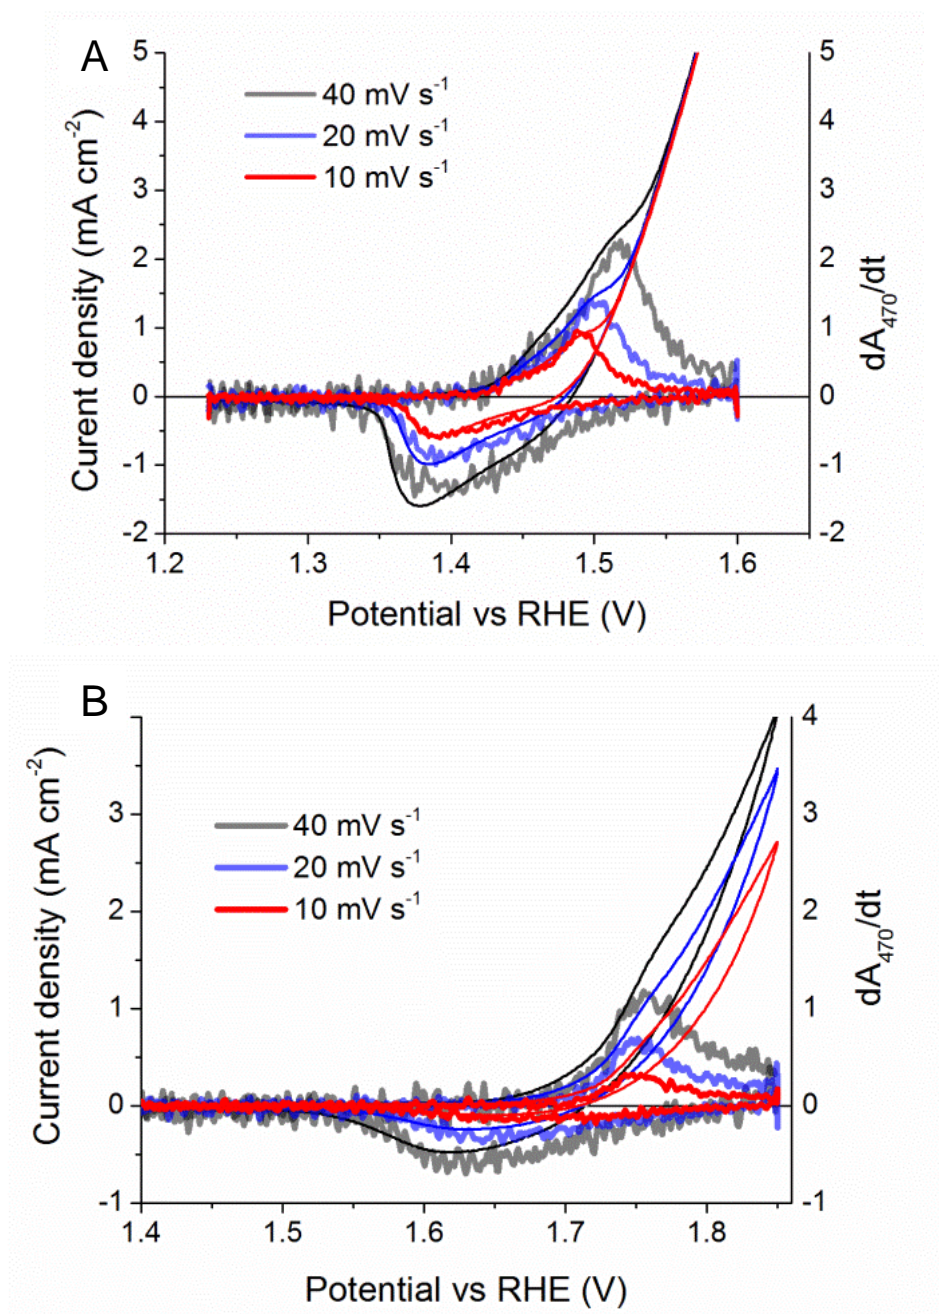 A
40 mV s⁻¹
20 mV s⁻¹
10 mV s⁻¹
5
4
3
2
1
0
-1
-2
Curent density (mA cm⁻²)
5
4
3
2
1
0
-1
-2
dA₄₇₀/dt
1.2 1.3 1.4 1.5 1.6
Potential vs RHE (V)
B
40 mV s⁻¹
20 mV s⁻¹
10 mV s⁻¹
3
2
1
0
-1
Current density (mA cm⁻²)
4
3
2
1
0
-1
dA₄₇₀/dt
1.4 1.5 1.6 1.7 1.8
Potential vs RHE (V)